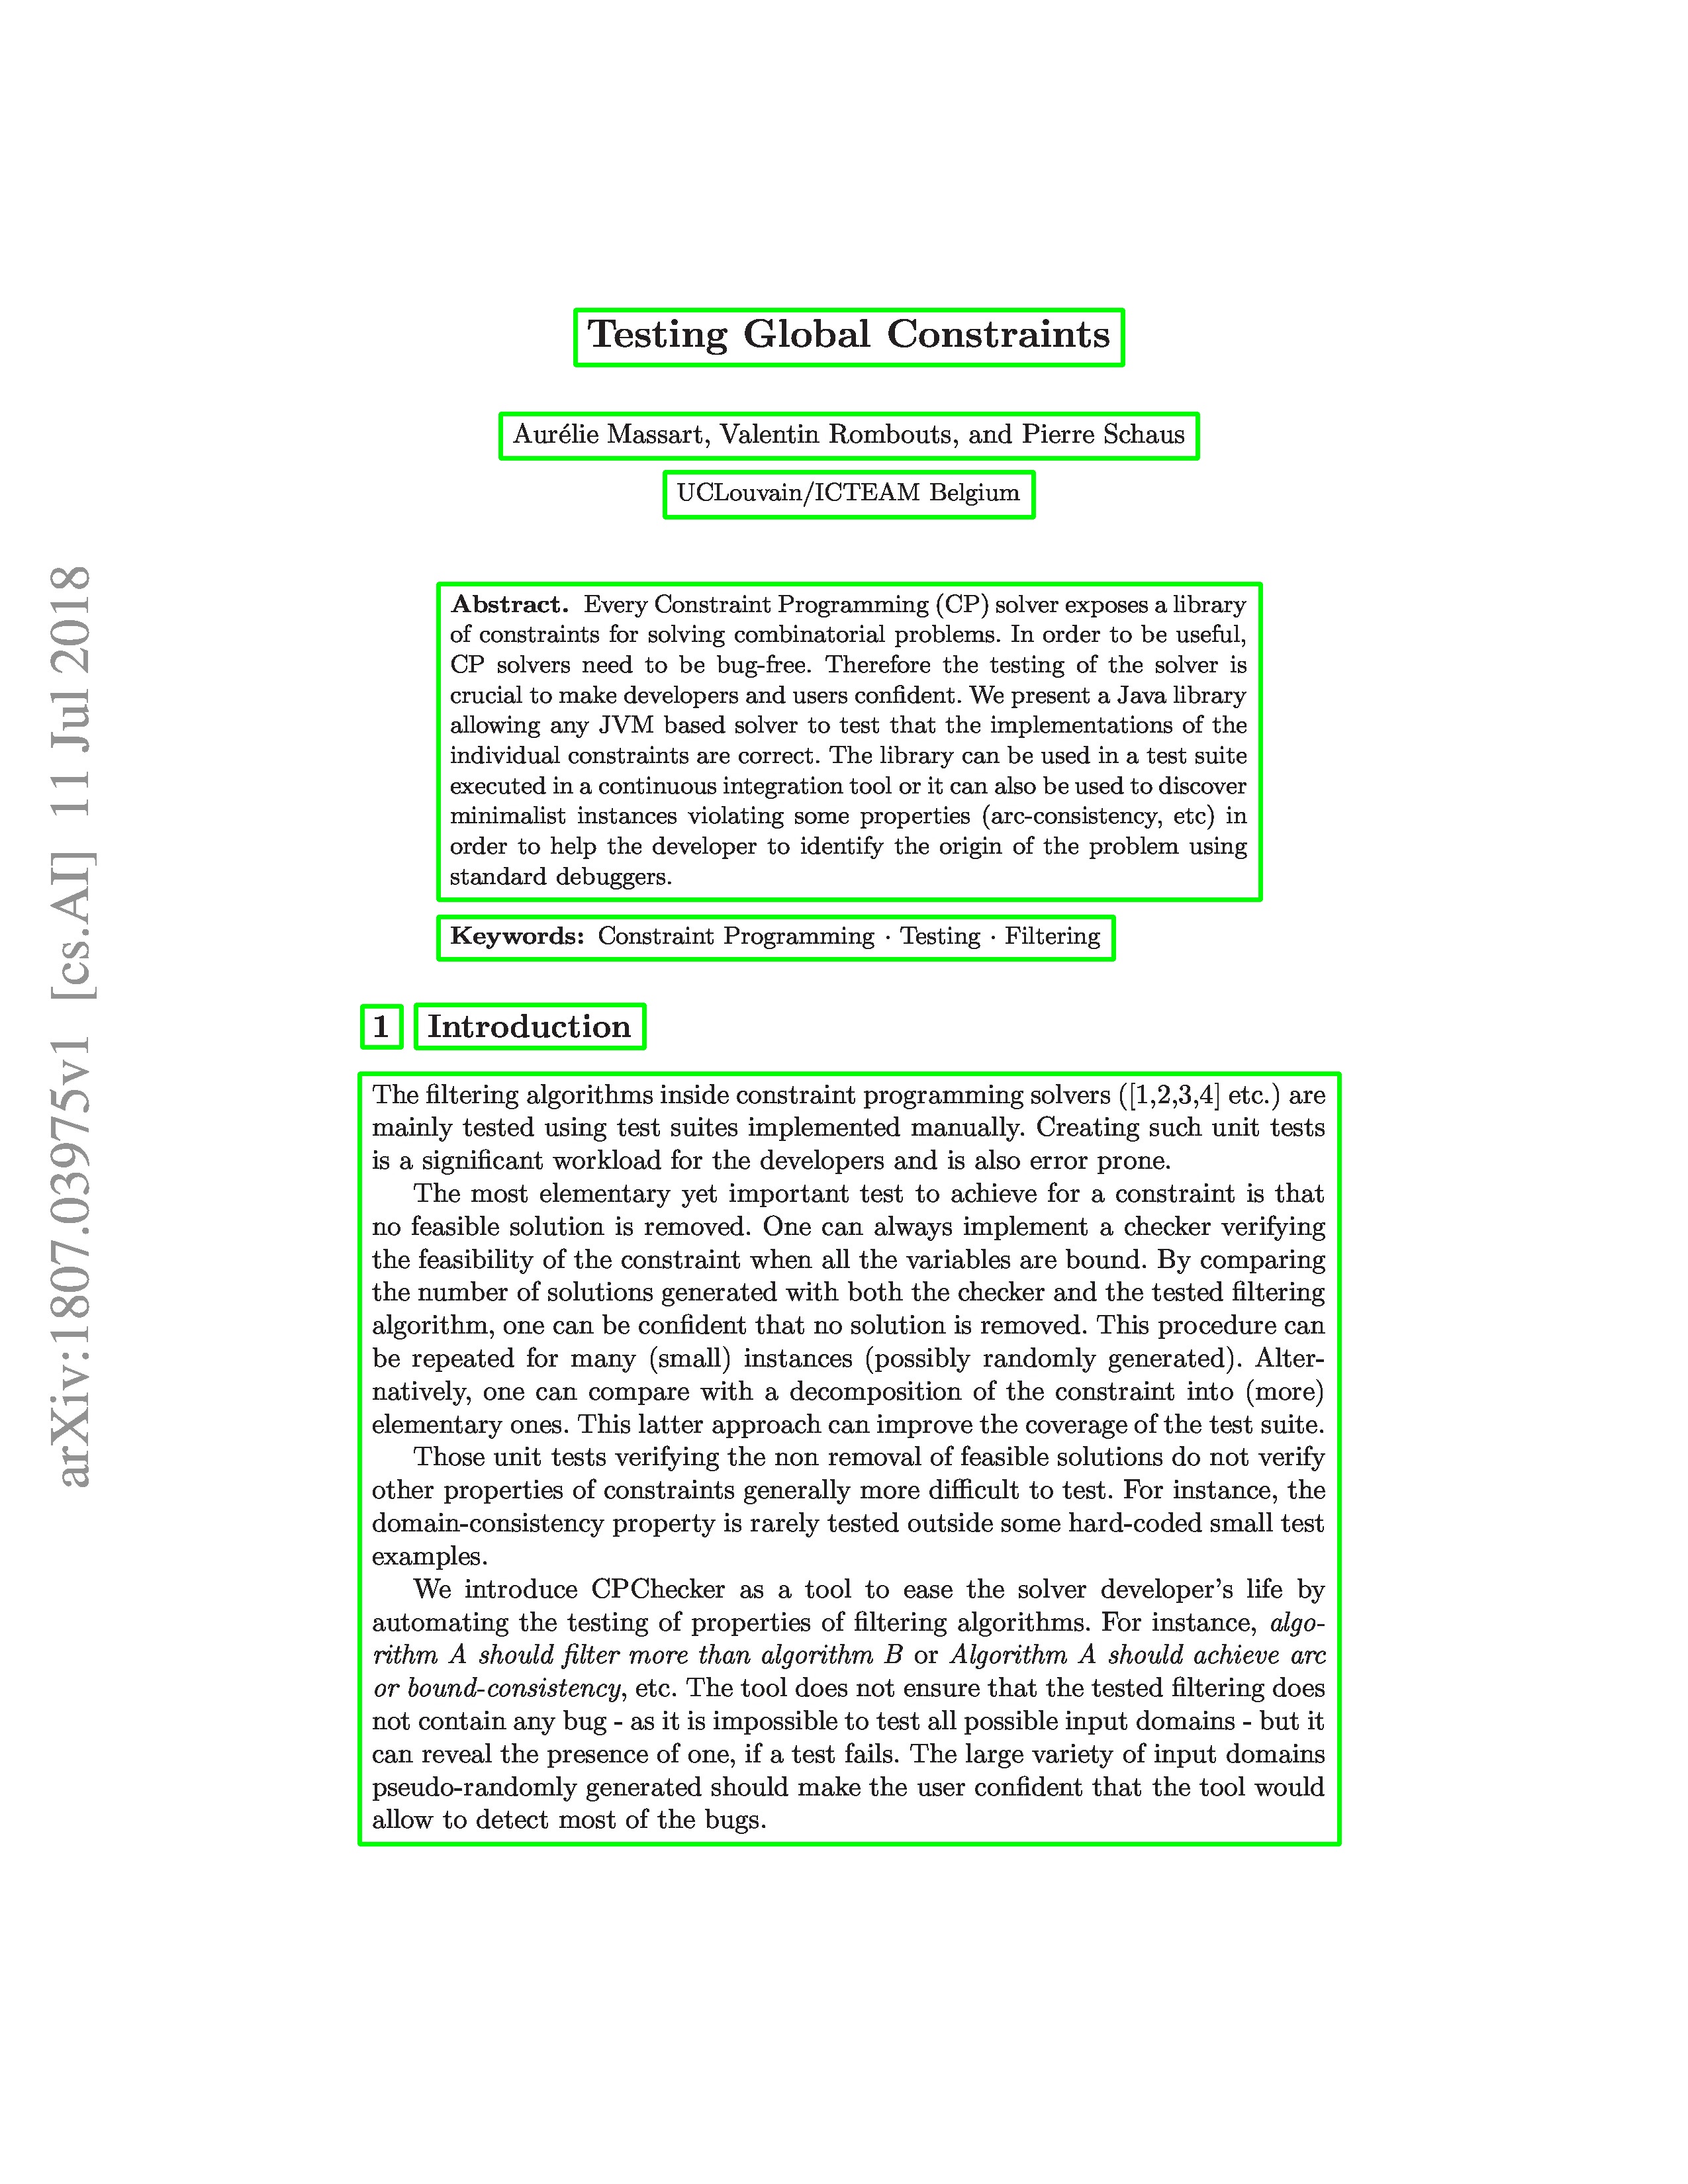 Testing Global Constraints
Aurélie Massart, Valentin Rombouts, and Pierre Schaus
UCLouvain/ICTEAM Belgium
Abstract. Every Constraint Programming (CP) solver exposes a library
of constraints for solving combinatorial problems. In order to be useful,
CP solvers need to be bug-free. Therefore the testing of the solver is
crucial to make developers and users confident. We present a Java library
allowing any JVM based solver to test that the implementations of the
individual constraints are correct. The library can be used in a test suite
executed in a continuous integration tool or it can also be used to discover
minimalist instances violating some properties (arc-consistency, etc) in
order to help the developer to identify the origin of the problem using
standard debuggers.
Keywords: Constraint Programming · Testing · Filtering
1 Introduction
The filtering algorithms inside constraint programming solvers ([1,2,3,4] etc.) are
mainly tested using test suites implemented manually. Creating such unit tests
is a significant workload for the developers and is also error prone.
The most elementary yet important test to achieve for a constraint is that
no feasible solution is removed. One can always implement a checker verifying
the feasibility of the constraint when all the variables are bound. By comparing
the number of solutions generated with both the checker and the tested filtering
algorithm, one can be confident that no solution is removed. This procedure can
be repeated for many (small) instances (possibly randomly generated). Alter-
natively, one can compare with a decomposition of the constraint into (more)
elementary ones. This latter approach can improve the coverage of the test suite.
Those unit tests verifying the non removal of feasible solutions do not verify
other properties of constraints generally more difficult to test. For instance, the
domain-consistency property is rarely tested outside some hard-coded small test
examples.
We introduce CPChecker as a tool to ease the solver developer's life by
automating the testing of properties of filtering algorithms. For instance, algo-
rithm A should filter more than algorithm B or Algorithm A should achieve arc
or bound-consistency, etc. The tool does not ensure that the tested filtering does
not contain any bug - as it is impossible to test all possible input domains - but it
can reveal the presence of one, if a test fails. The large variety of input domains
pseudo-randomly generated should make the user confident that the tool would
allow to detect most of the bugs.
arXiv:1807.03975v1 [cs.AI] 11 Jul 2018